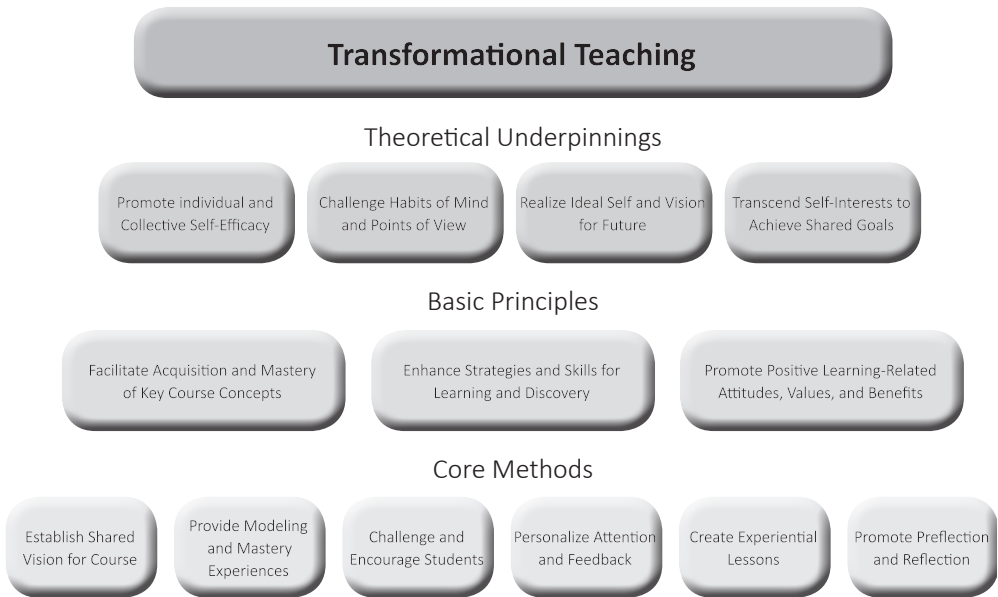 Transformational Teaching
Theoretical Underpinnings
Promote individual and
Collective Self-Efficacy
Challenge Habits of Mind
and Points of View
Realize Ideal Self and Vision
for Future
Transcend Self-Interests to
Achieve Shared Goals
Basic Principles
Facilitate Acquisition and Mastery
of Key Course Concepts
Enhance Strategies and Skills for
Learning and Discovery
Promote Positive Learning-Related
Attitudes, Values, and Benefits
Core Methods
Establish Shared
Vision for Course
Provide Modeling
and Mastery
Experiences
Challenge and
Encourage Students
Personalize Attention
and Feedback
Create Experiential
Lessons
Promote Preflection
and Reflection